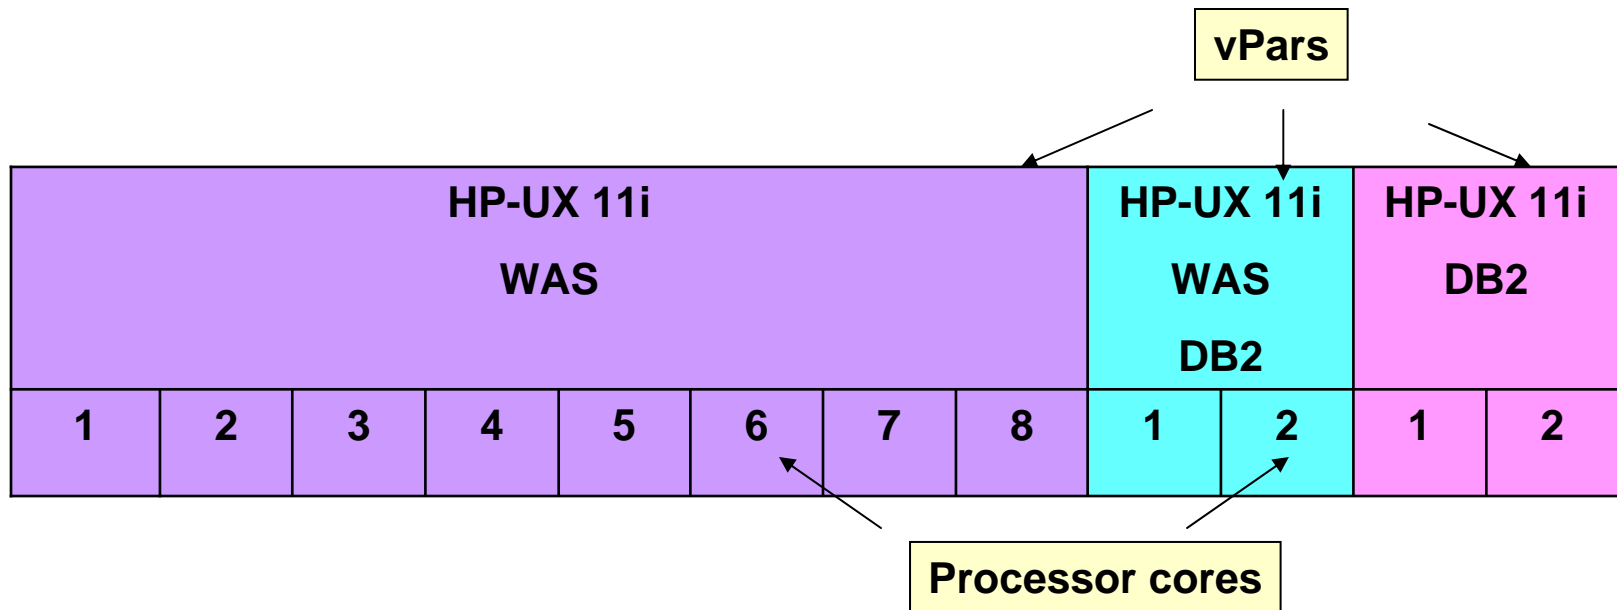 vPars
HP-UX 11i
WAS
HP-UX 11i
WAS
DB2
HP-UX 11i
DB2
1 2 3 4 5 6 7 8 1 2 1 2
Processor cores